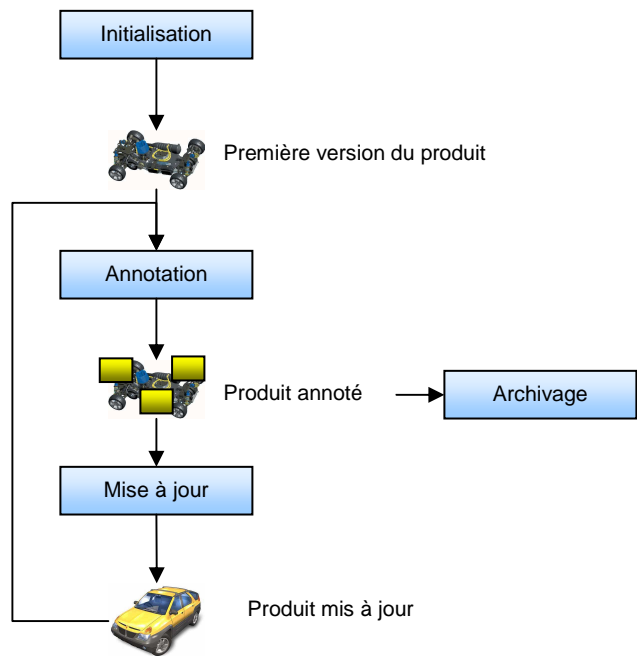 Initialisation
Première version du produit
Annotation
Produit annoté
Archivage
Mise à jour
Produit mis à jour